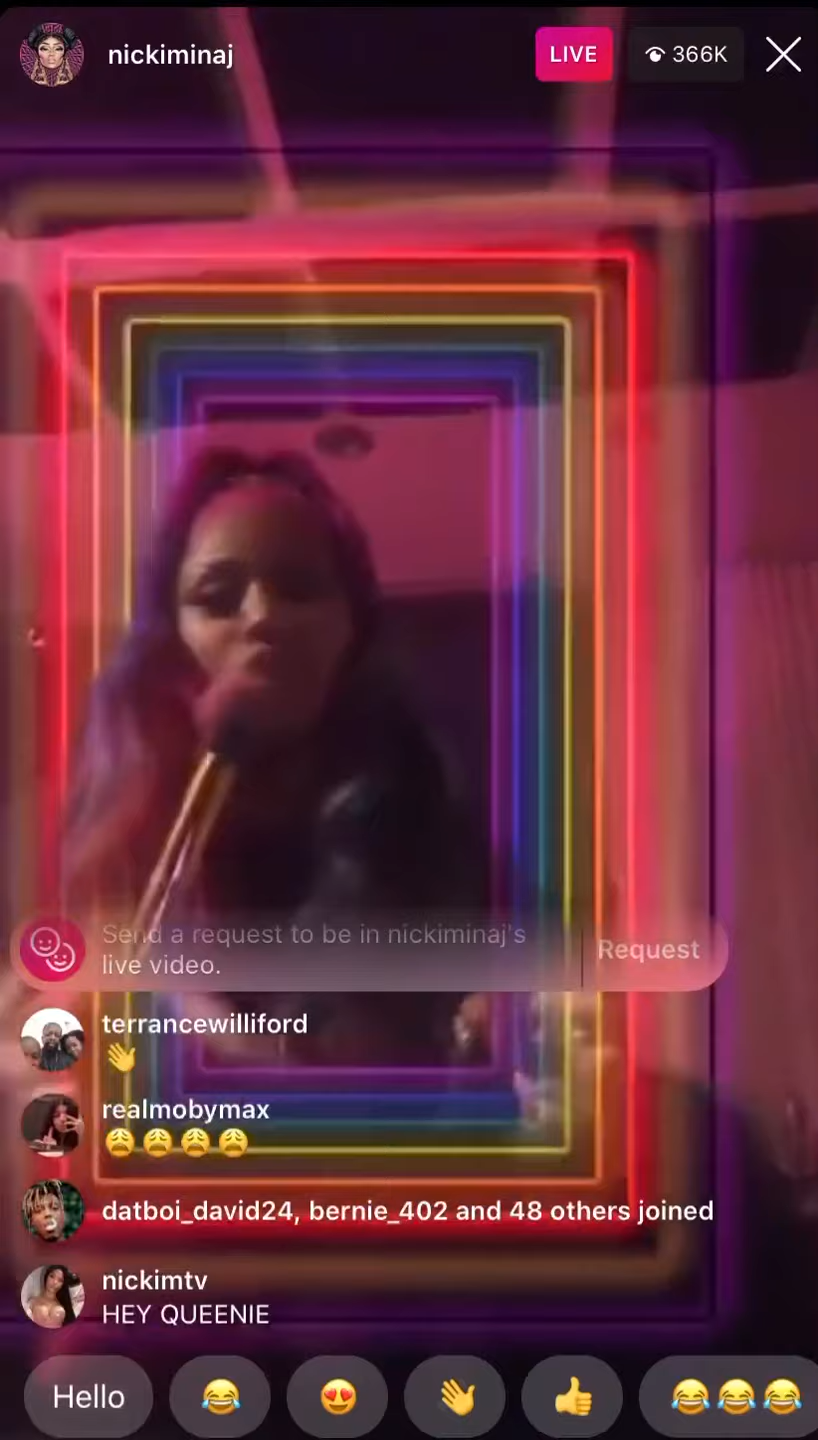 nickiminaj
LIVE
366K
Send a request to be in nickiminaj's
live video.
Request
terrancewilliford
👋
realmobymax
😩😩😩😩
datboi_david24, bernie_402 and 48 others joined
nickimtv
HEY QUEENIE
Hello
😂
😍
👋
👍
😂😂😂